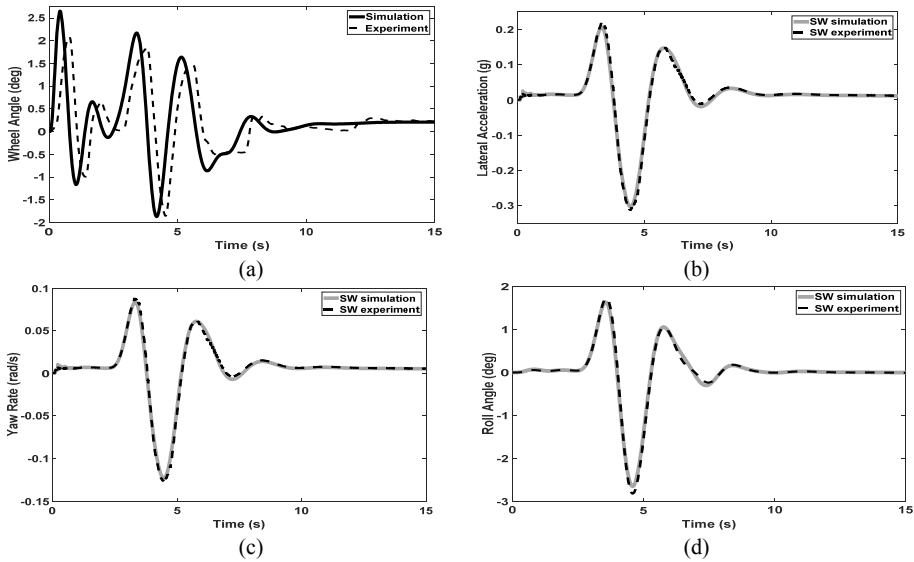 Simulation
Experiment
2.5
2
1.5
1
0.5
0
-0.5
-1
-1.5
-2
Wheel Angle (deg)
0 5 10 15
Time (s)
(a)
SW simulation
SW experiment
0.2
0.1
0
-0.1
-0.2
-0.3
Lateral Acceleration (g)
0 5 10 15
Time (s)
(b)
SW simulation
SW experiment
0.1
0.05
0
-0.05
-0.1
-0.15
Yaw Rate (rad/s)
0 5 10 15
Time (s)
(c)
SW simulation
SW experiment
2
1
0
-1
-2
-3
Roll Angle (deg)
0 5 10 15
Time (s)
(d)